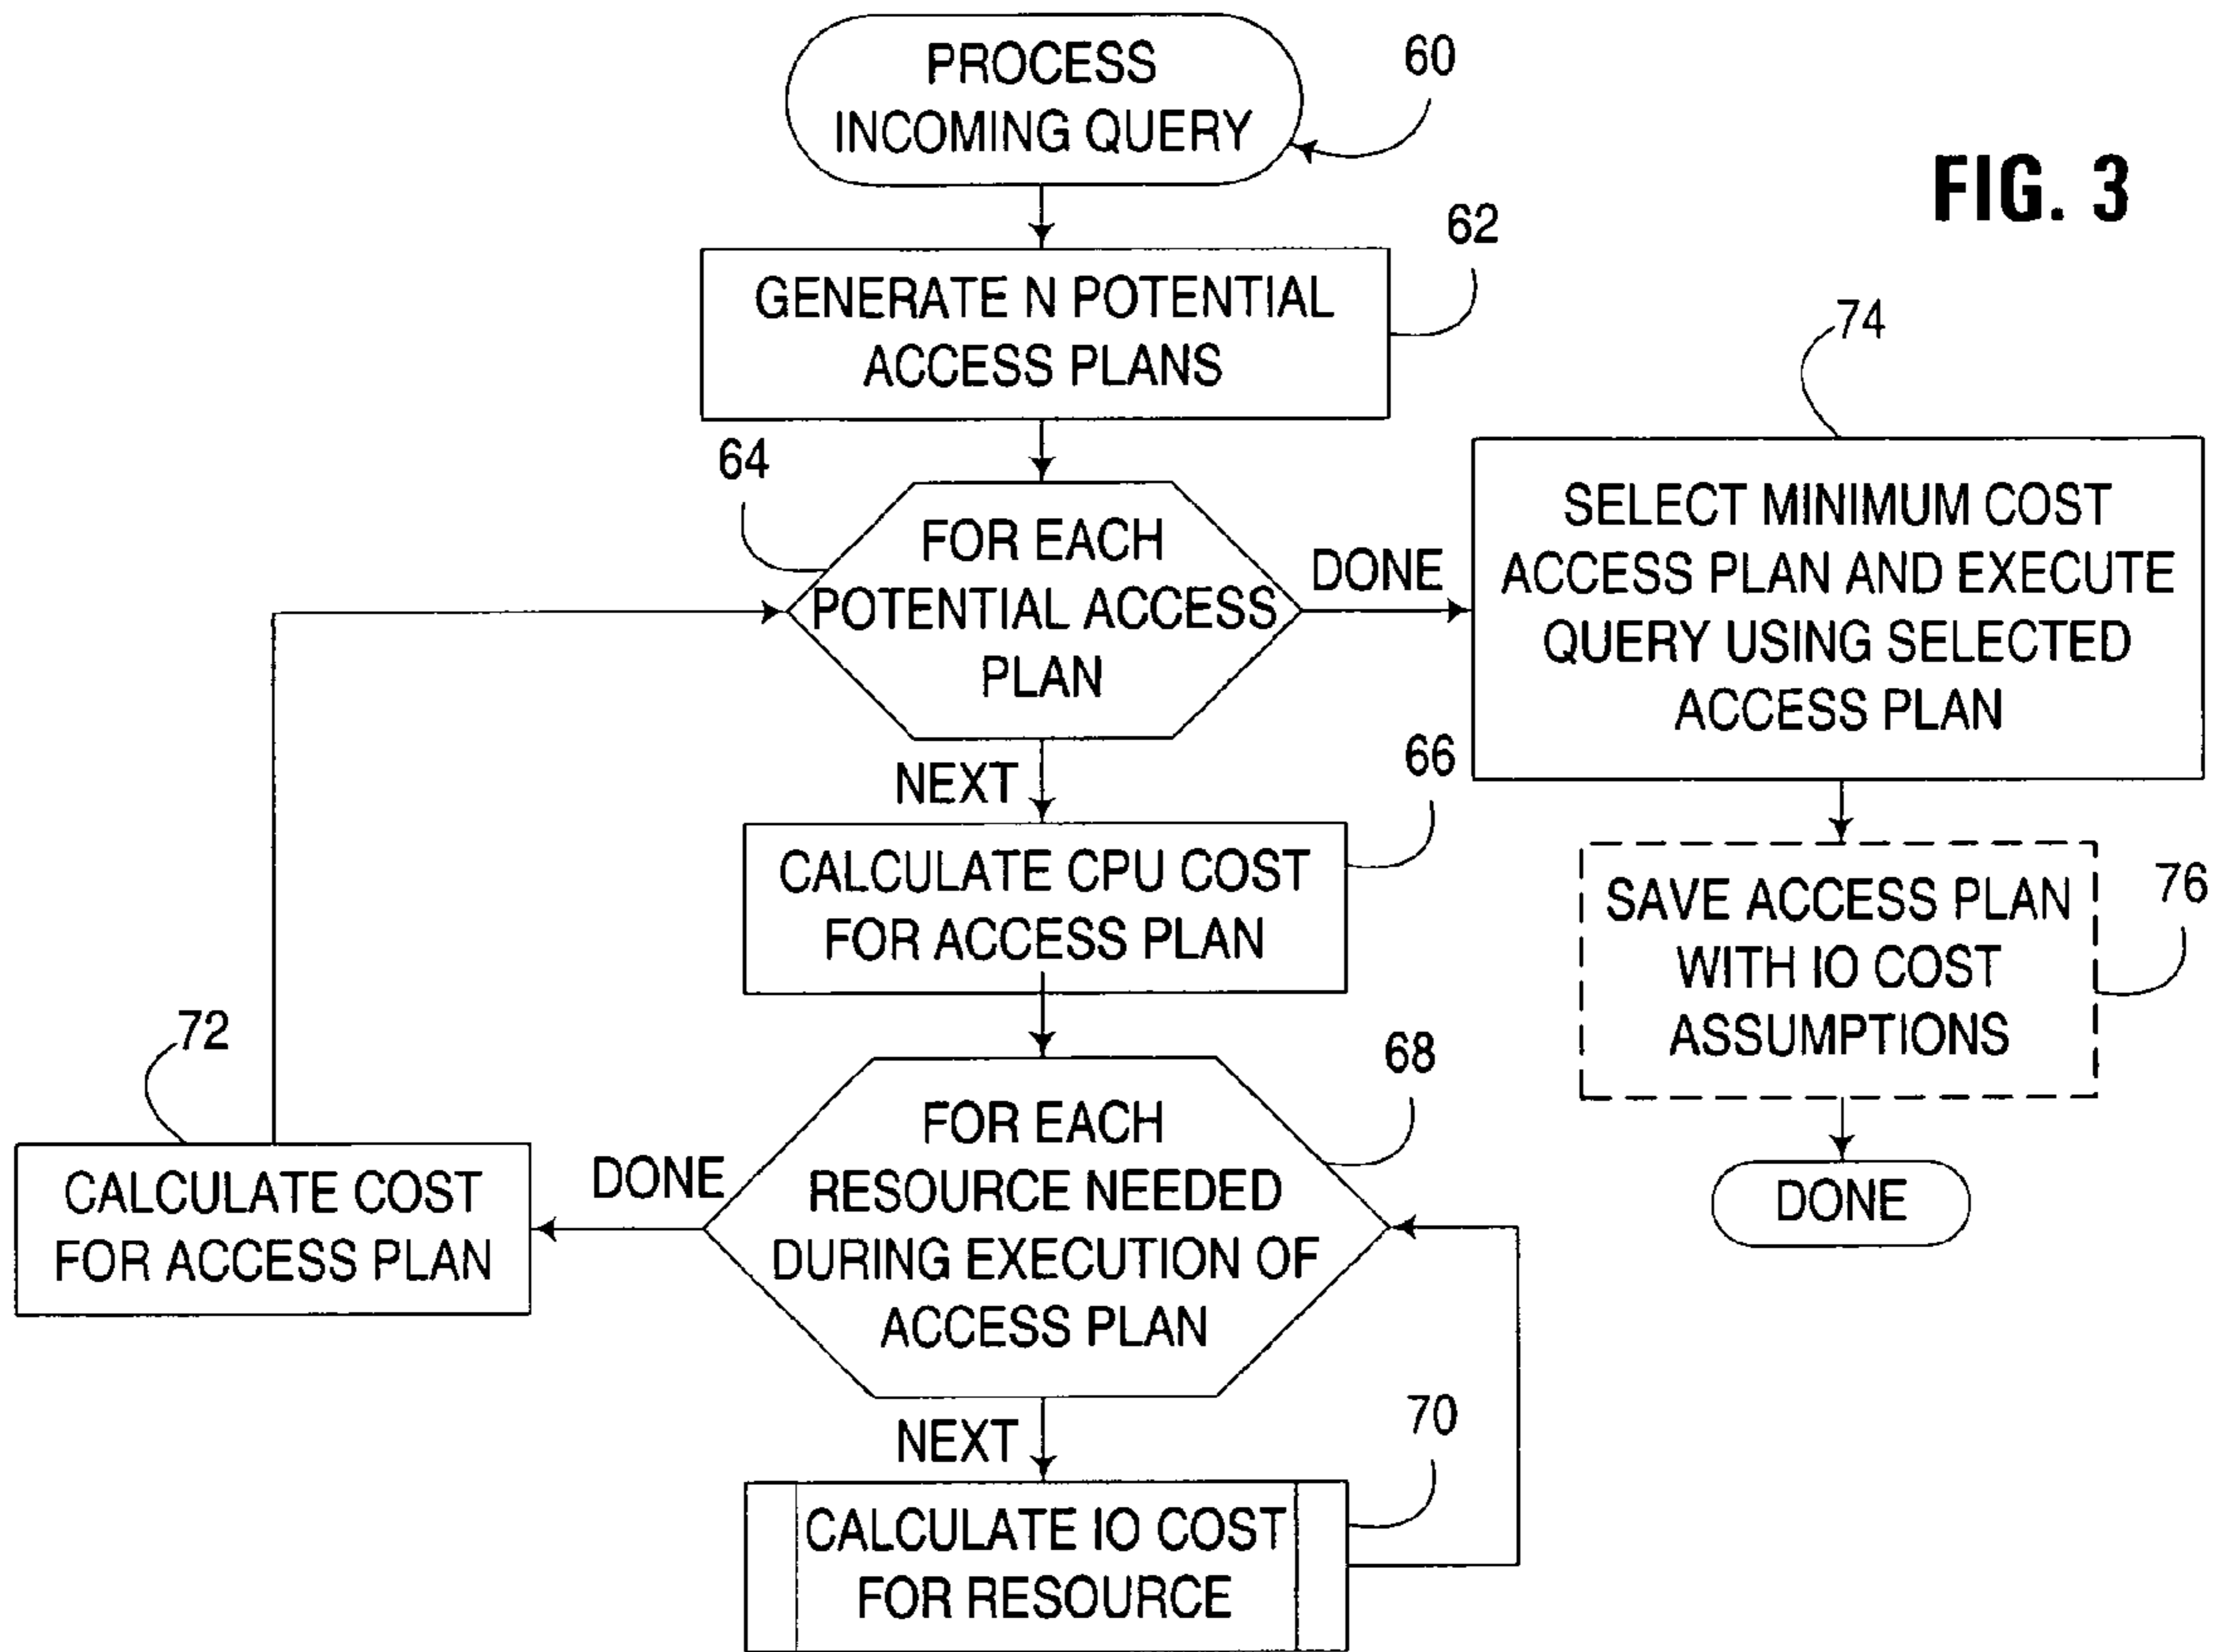 PROCESS
INCOMING QUERY
60
FIG. 3
62
GENERATE N POTENTIAL
ACCESS PLANS
74
64
FOR EACH
POTENTIAL ACCESS
PLAN
DONE
SELECT MINIMUM COST
ACCESS PLAN AND EXECUTE
QUERY USING SELECTED
ACCESS PLAN
NEXT
66
CALCULATE CPU COST
FOR ACCESS PLAN
SAVE ACCESS PLAN
WITH IO COST
ASSUMPTIONS
76
72
68
FOR EACH
RESOURCE NEEDED
DURING EXECUTION OF
ACCESS PLAN
DONE
CALCULATE COST
FOR ACCESS PLAN
DONE
NEXT
70
CALCULATE IO COST
FOR RESOURCE